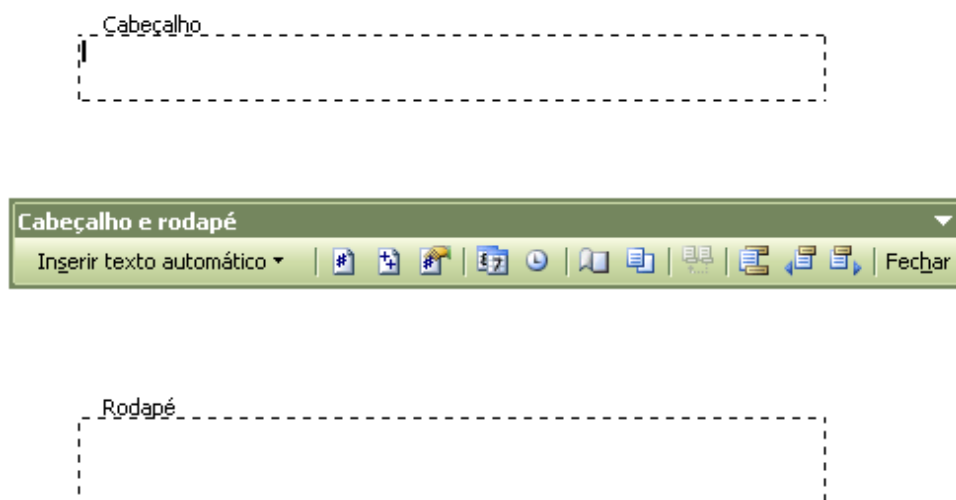 Cabeçalho
Cabeçalho e rodapé
Inserir texto automático
Fechar
Rodapé